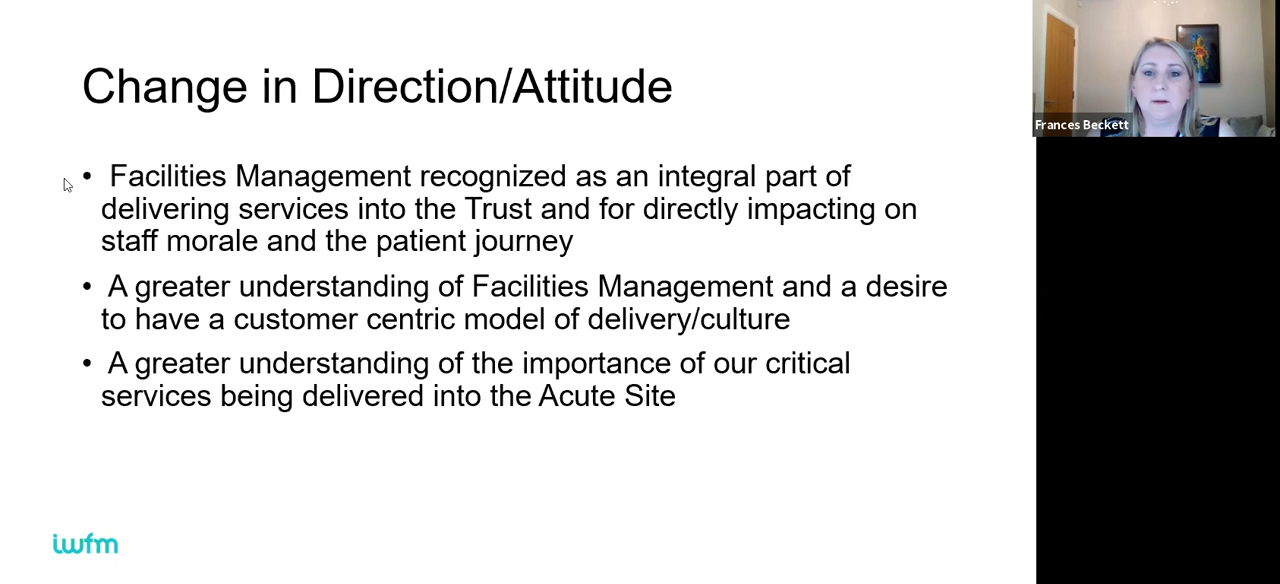 Change in Direction/Attitude
• Facilities Management recognized as an integral part of
delivering services into the Trust and for directly impacting on
staff morale and the patient journey
• A greater understanding of Facilities Management and a desire
to have a customer centric model of delivery/culture
• A greater understanding of the importance of our critical
services being delivered into the Acute Site
iwfm
Frances Beckett